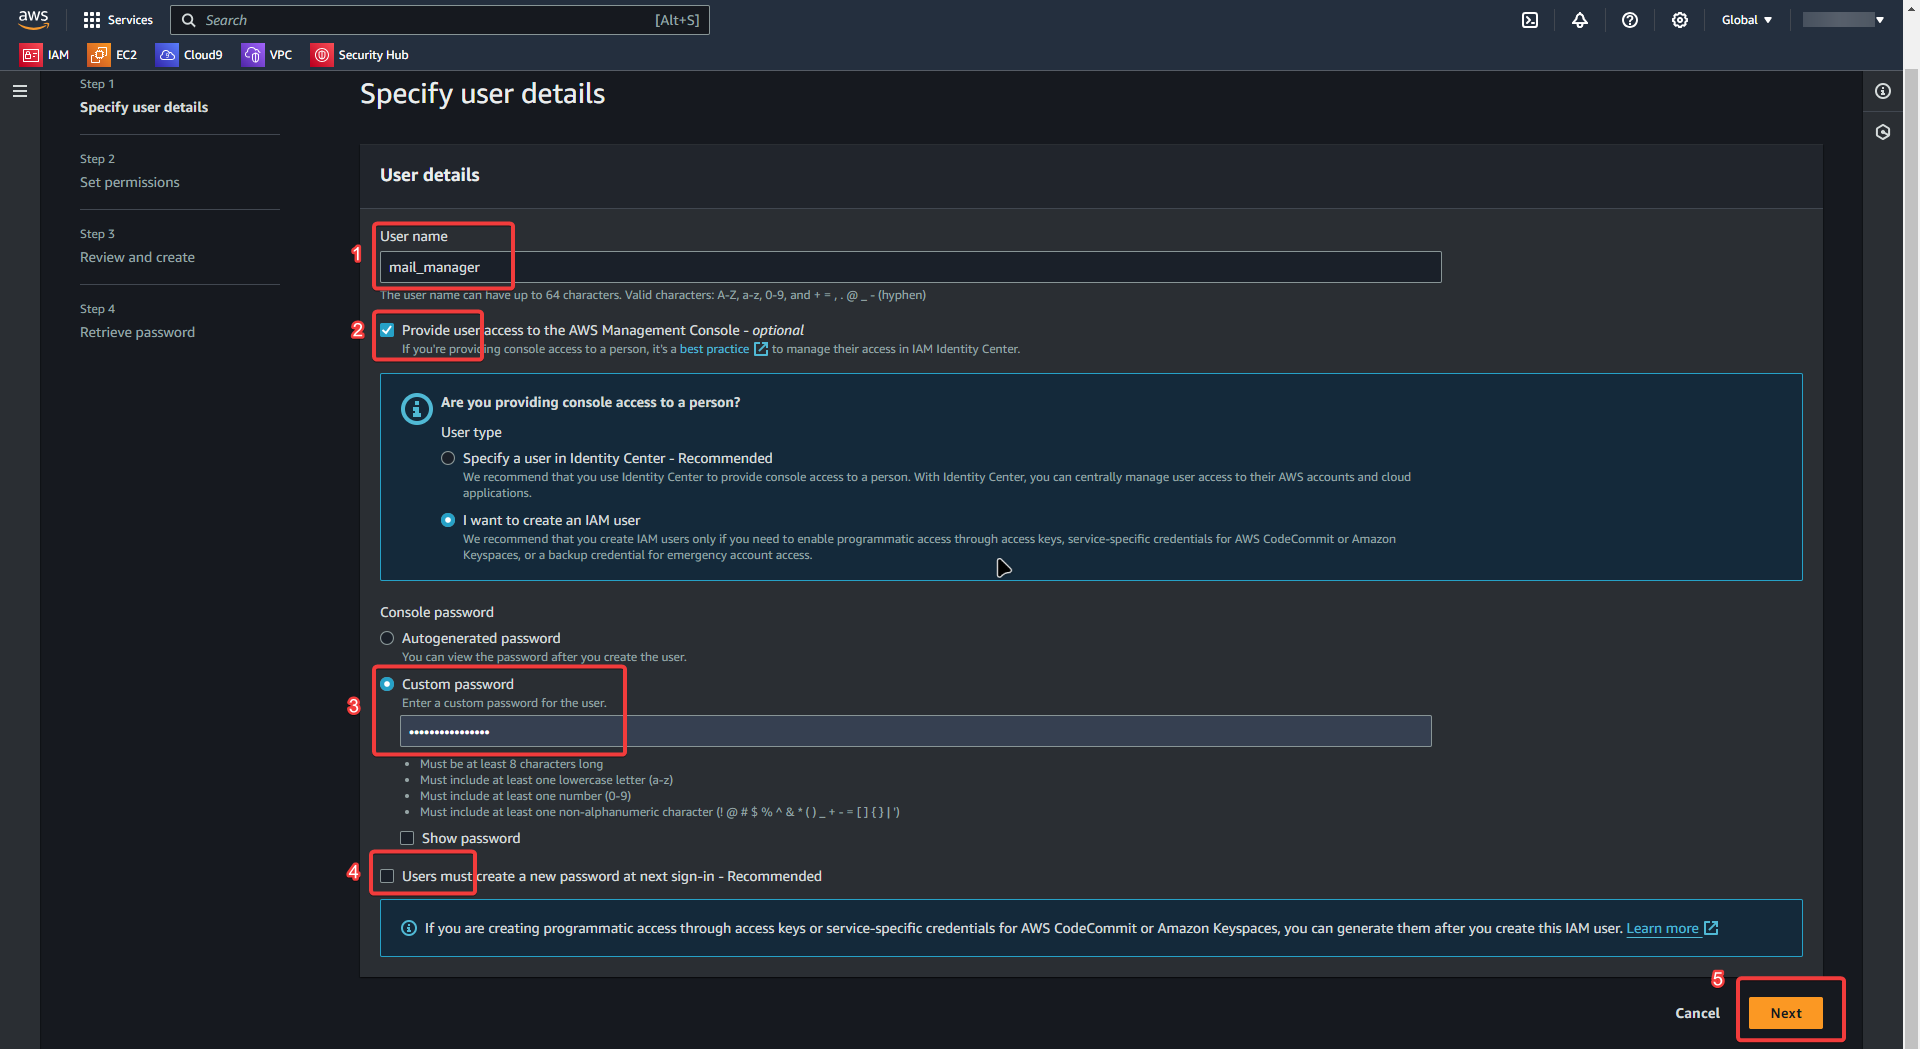 aws
Services
Search
[Alt+S]
Global
IAM
EC2
Cloud9
VPC
Security Hub
Step 1
Specify user details
Step 2
Set permissions
Step 3
Review and create
Step 4
Retrieve password
Specify user details
User details
1
User name
mail_manager
The user name can have up to 64 characters. Valid characters: A-Z, a-z, 0-9, and + = , . @ _ - (hyphen)
2
Provide user access to the AWS Management Console - optional
If you're providing console access to a person, it's a best practice to manage their access in IAM Identity Center.
Are you providing console access to a person?
User type
Specify a user in Identity Center - Recommended
We recommend that you use Identity Center to provide console access to a person. With Identity Center, you can centrally manage user access to their AWS accounts and cloud
applications.
I want to create an IAM user
We recommend that you create IAM users only if you need to enable programmatic access through access keys, service-specific credentials for AWS CodeCommit or Amazon
Keyspaces, or a backup credential for emergency account access.
Console password
Autogenerated password
You can view the password after you create the user.
3
Custom password
Enter a custom password for the user.
••••••••••••••••
• Must be at least 8 characters long
• Must include at least one lowercase letter (a-z)
• Must include at least one number (0-9)
• Must include at least one non-alphanumeric character (! @ # $ % ^ & * ( ) _ + - = [ ] { } | ')
Show password
4
Users must create a new password at next sign-in - Recommended
If you are creating programmatic access through access keys or service-specific credentials for AWS CodeCommit or Amazon Keyspaces, you can generate them after you create this IAM user. Learn more
5
Cancel
Next